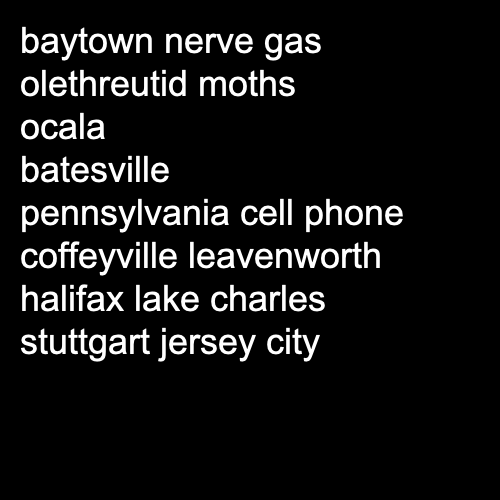 baytown nerve gas
olethreutid moths
ocala
batesville
pennsylvania cell phone
coffeyville leavenworth
halifax lake charles
stuttgart jersey city